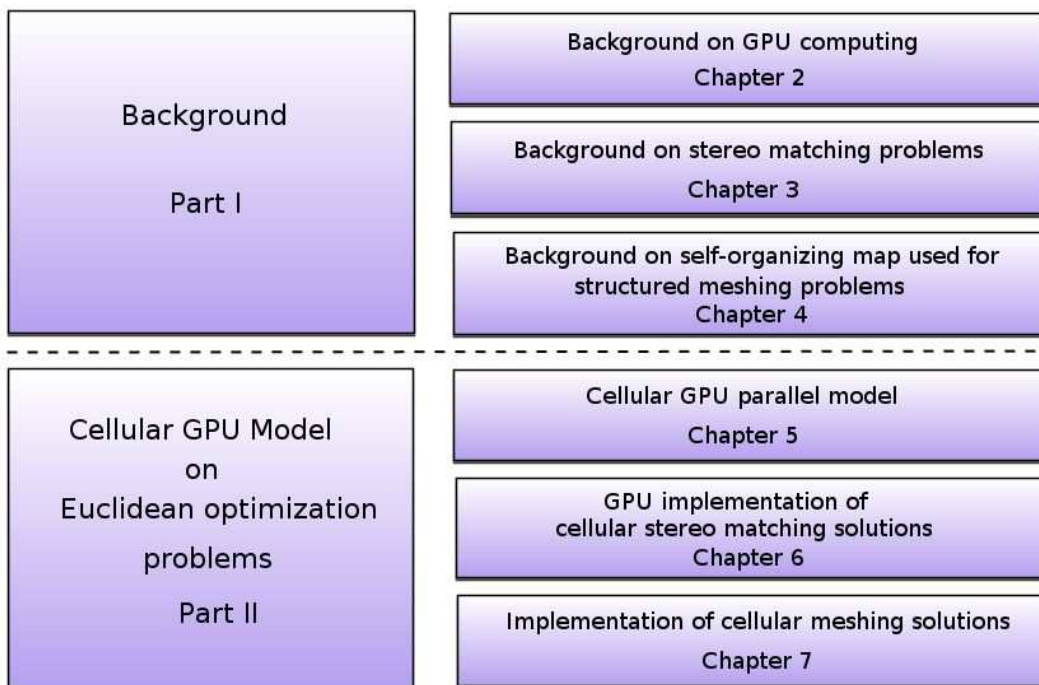 Background
Part I
Background on GPU computing
Chapter 2
Background on stereo matching problems
Chapter 3
Background on self-organizing map used for
structured meshing problems
Chapter 4
Cellular GPU Model
on
Euclidean optimization
problems
Part II
Cellular GPU parallel model
Chapter 5
GPU implementation of
cellular stereo matching solutions
Chapter 6
Implementation of cellular meshing solutions
Chapter 7